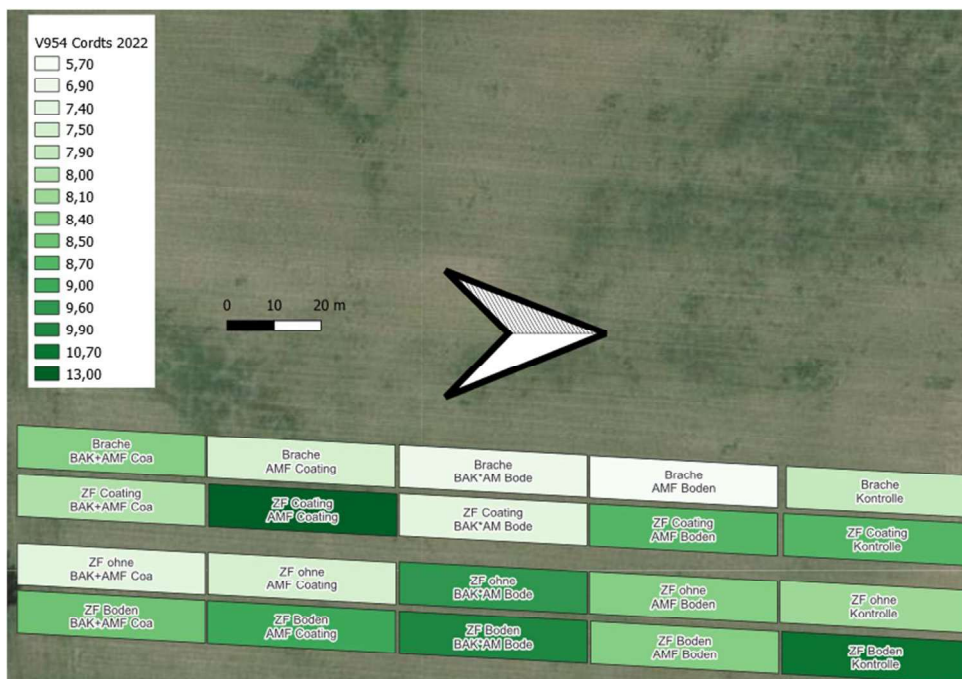 V954 Cordts 2022
5,70
6,90
7,40
7,50
7,90
8,00
8,10
8,40
8,50
8,70
9,00
9,60
9,90
10,70
13,00
0 10 20 m
Brache
BAK+AMF Coa
Brache
AMF Coating
Brache
BAK*AM Bode
Brache
AMF Boden
Brache
Kontrolle
ZF Coating
BAK+AMF Coa
ZF Coating
AMF Coating
ZF Coating
BAK*AM Bode
ZF Coating
AMF Boden
ZF Coating
Kontrolle
ZF ohne
BAK+AMF Coa
ZF ohne
AMF Coating
ZF ohne
BAK*AM Bode
ZF ohne
AMF Boden
ZF ohne
Kontrolle
ZF Boden
BAK+AMF Coa
ZF Boden
AMF Coating
ZF Boden
BAK*AM Bode
ZF Boden
AMF Boden
ZF Boden
Kontrolle